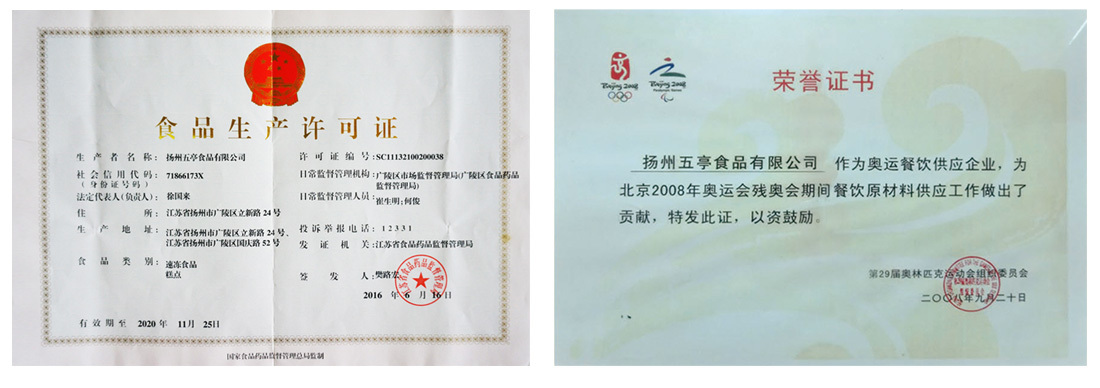 食品生产许可证
生产者名称：扬州五亭食品有限公司
社会信用代码：71866173X
（身份证号码）
法定代表人(负责人)：徐国来
住所：江苏省扬州市广陵区立新路24号
生产地址：江苏省扬州市广陵区立新路24号、
江苏省扬州市广陵区国庆路52号
食品类别：速冻食品
糕点
许可证编号：SC11132100200038
日常监督管理机构：广陵区市场监督管理局(广陵区食品药品
监督管理局)
日常监督管理人员：崔生明;何俊
投诉举报电话：12331
发证机关：江苏省食品药品监督管理局
签发人：樊路宏
2016年6月16日
有效期至 2020年11月25日
国家食品药品监督管理总局监制
Beijing 2008
Beijing 2008
荣誉证书
扬州五亭食品有限公司 作为奥运餐饮供应企业，为
北京2008年奥运会残奥会期间餐饮原材料供应工作做出了
贡献，特发此证，以资鼓励。
第29届奥林匹克运动会组织委员会
二〇〇八年九月二十日